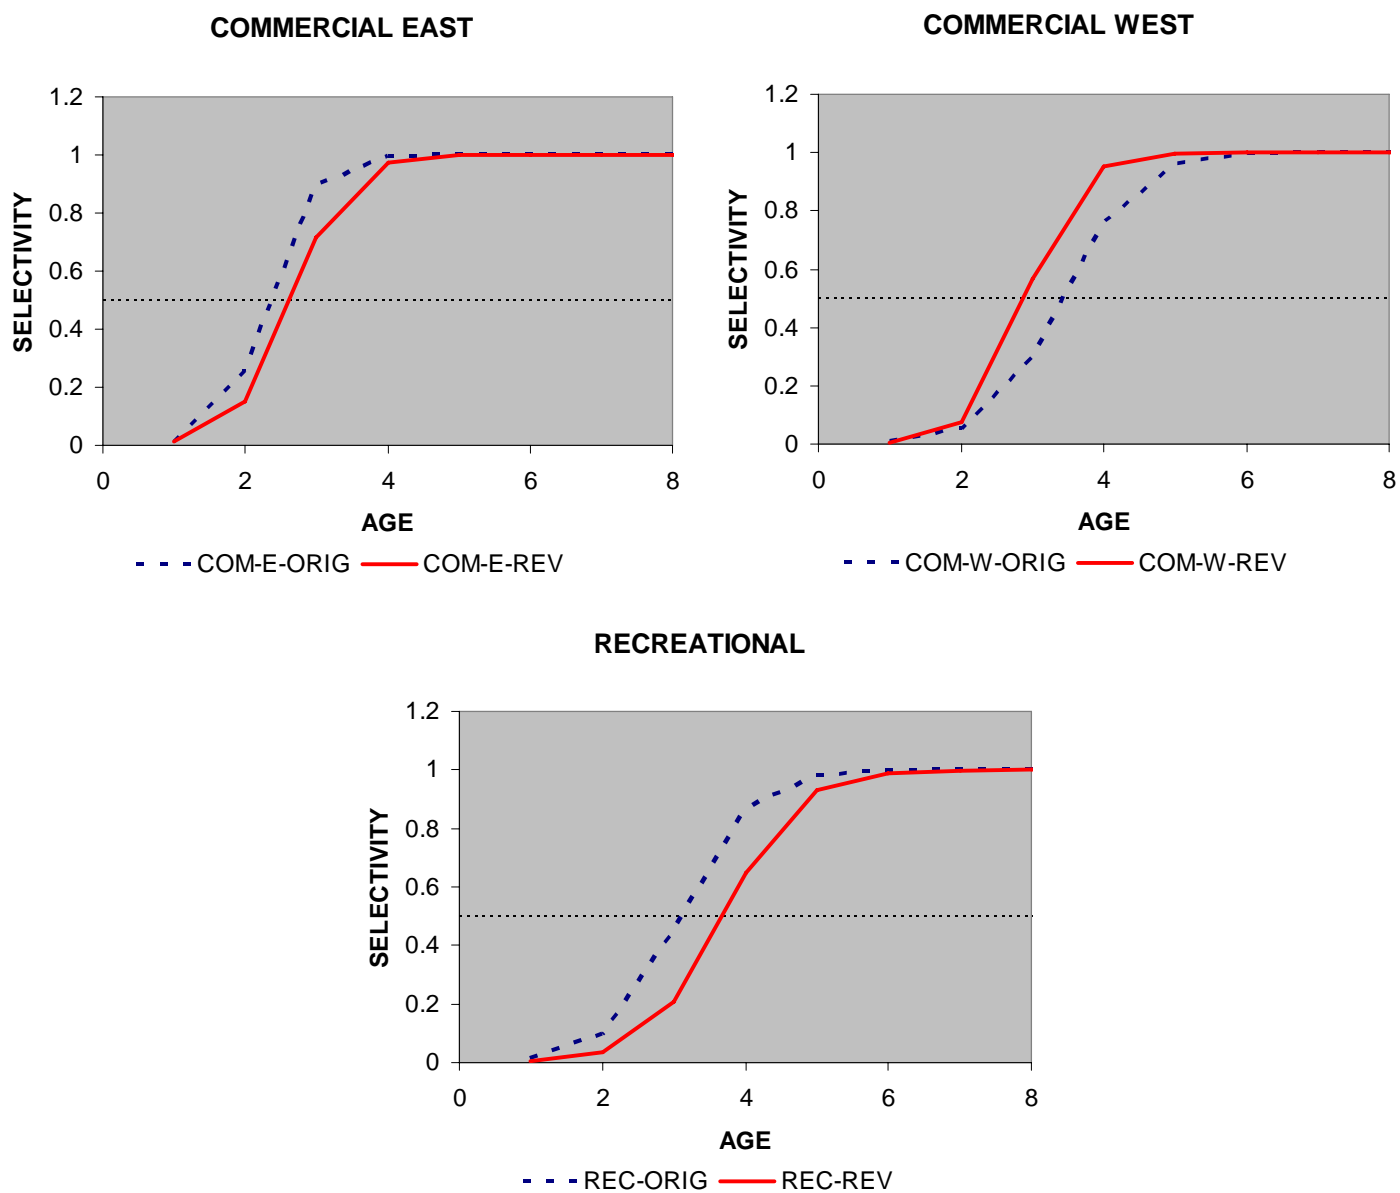 COMMERCIAL EAST
COMMERCIAL WEST
1.2
1
0.8
0.6
0.4
0.2
0
SELECTIVITY
0 2 4 6 8
AGE
COM-E-ORIG COM-E-REV
1.2
1
0.8
0.6
0.4
0.2
0
SELECTIVITY
0 2 4 6 8
AGE
COM-W-ORIG COM-W-REV
RECREATIONAL
1.2
1
0.8
0.6
0.4
0.2
0
SELECTIVITY
0 2 4 6 8
AGE
REC-ORIG REC-REV